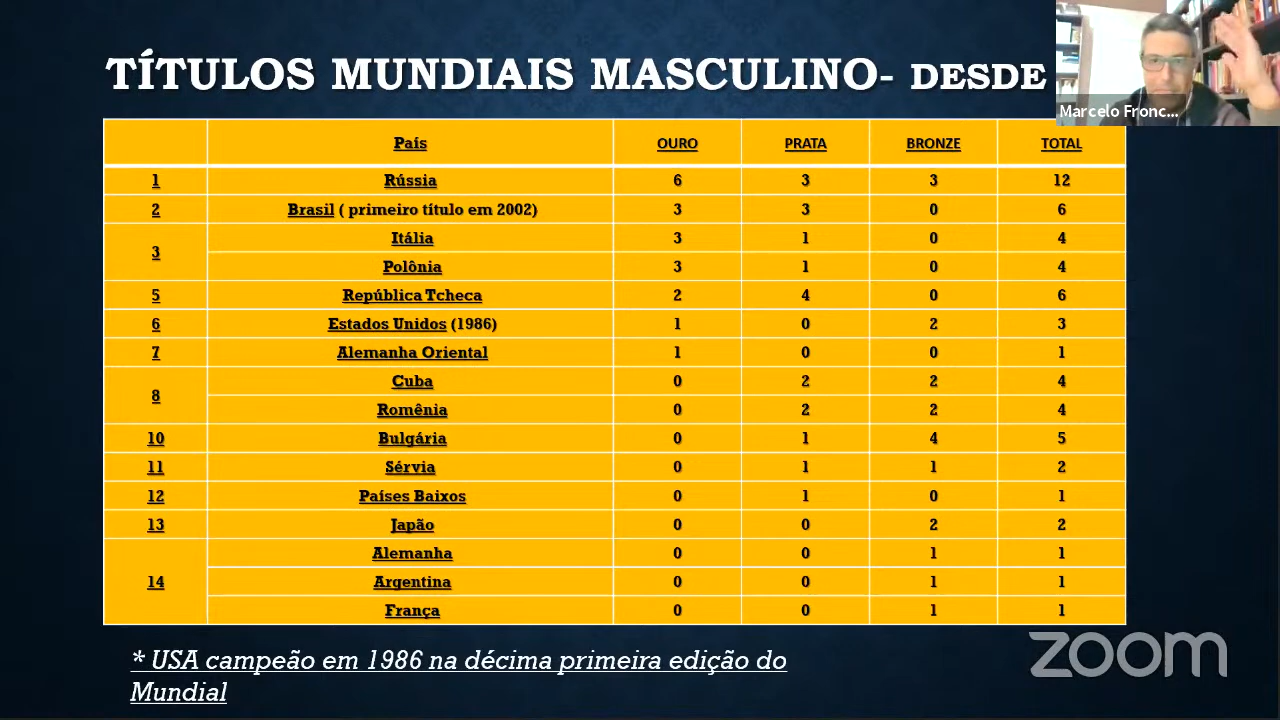 TÍTULOS MUNDIAIS MASCULINO- DESDE
Marcelo Fronc...
País OURO PRATA BRONZE TOTAL
1 Rússia 6 3 3 12
2 Brasil ( primeiro título em 2002) 3 3 0 6
3 Itália 3 1 0 4
Polônia 3 1 0 4
5 República Tcheca 2 4 0 6
6 Estados Unidos (1986) 1 0 2 3
7 Alemanha Oriental 1 0 0 1
8 Cuba 0 2 2 4
Romênia 0 2 2 4
10 Bulgária 0 1 4 5
11 Sérvia 0 1 1 2
12 Países Baixos 0 1 0 1
13 Japão 0 0 2 2
14 Alemanha 0 0 1 1
Argentina 0 0 1 1
França 0 0 1 1
* USA campeão em 1986 na décima primeira edição do
Mundial
zoom